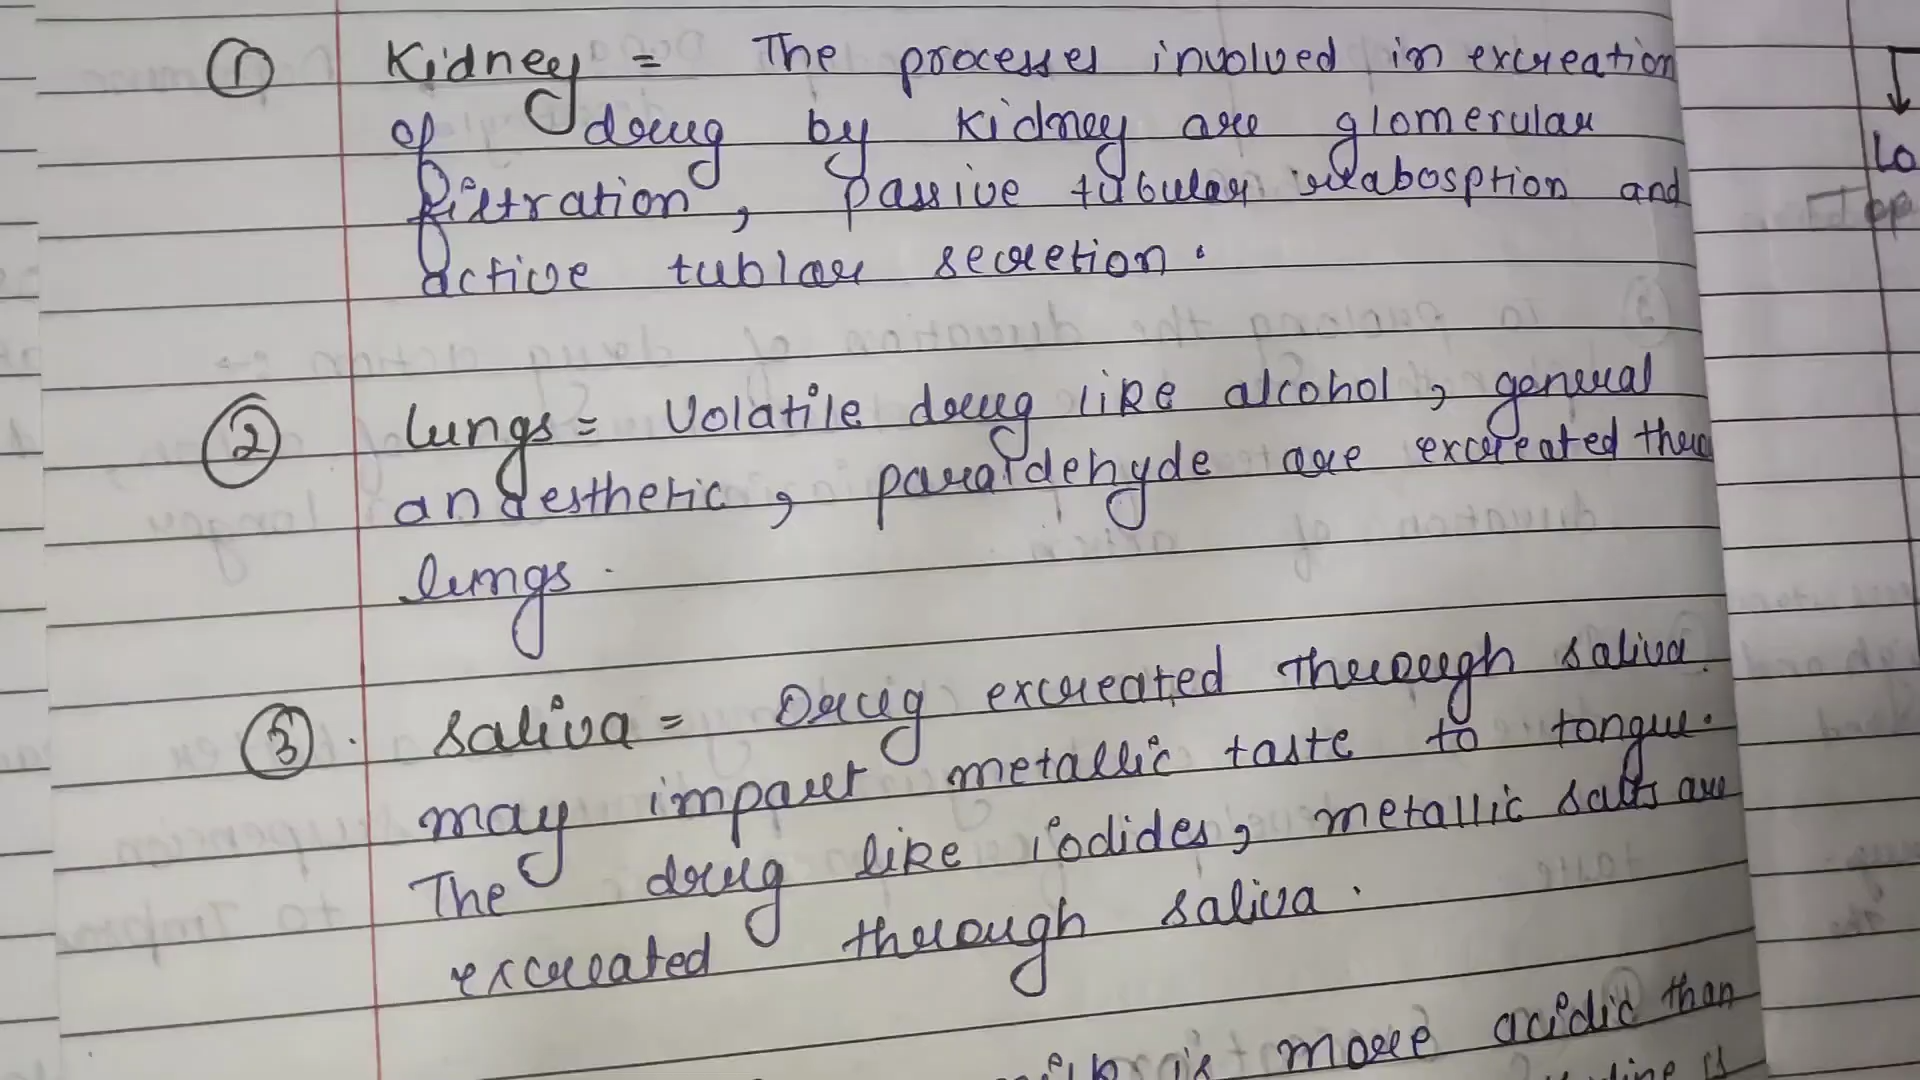 ① Kidney = The processes involved in excreation
of drug by kidney are glomerular
filtration, passive tubular reabosption and
active tublar secretion.
② lungs = Volatile drug like alcohol, general
anaesthetic, paraldehyde are excreated thro
lungs.
③. saliva = Drug excreated through saliva
may impart metallic taste to tongue.
The drug like iodides, metallic salts are
excreated through saliva.
is more acidic than